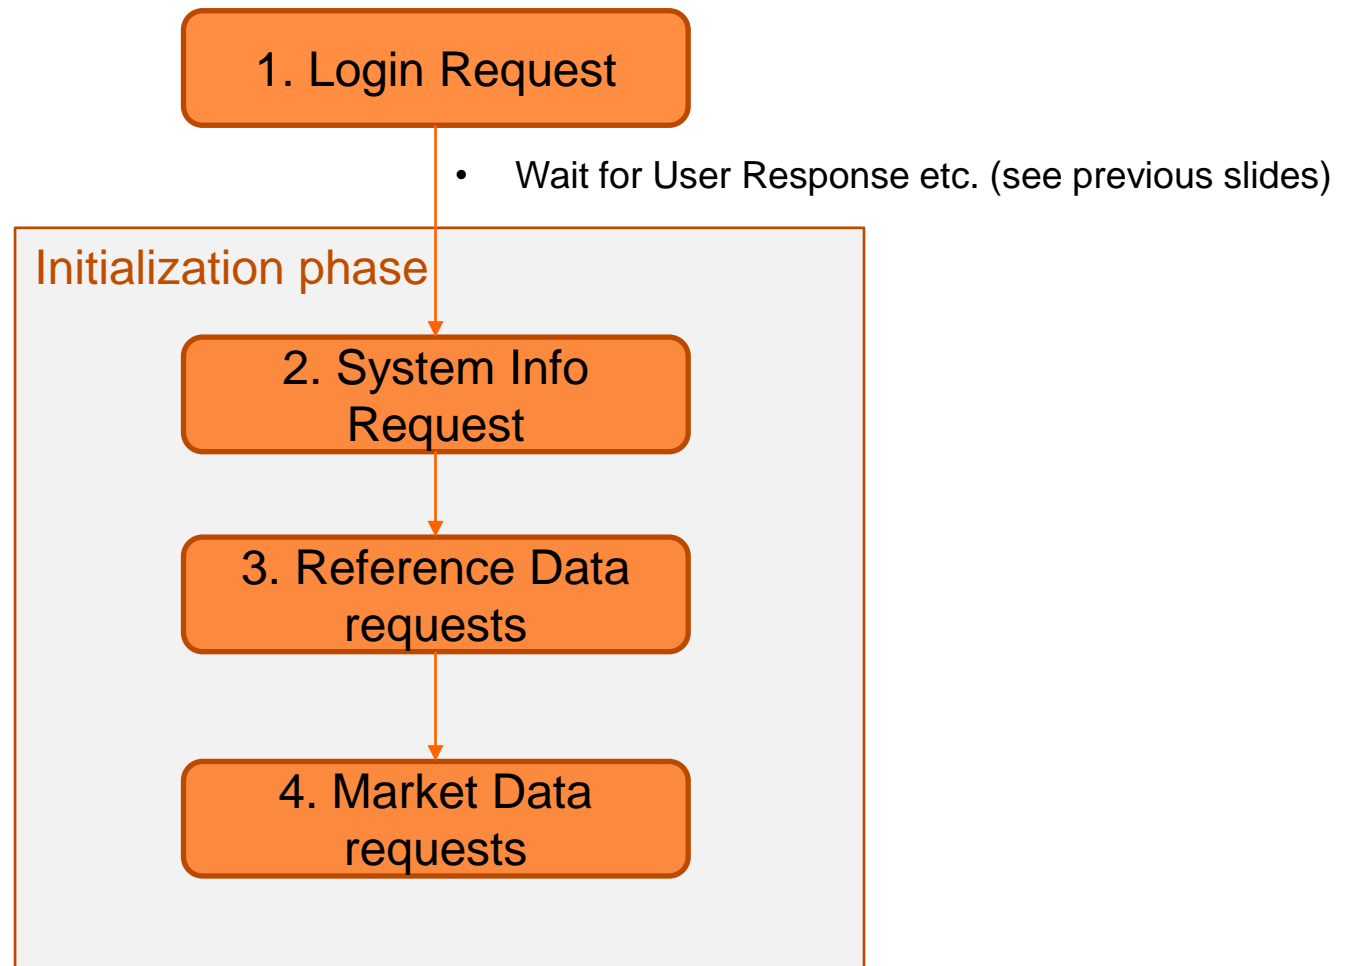 1. Login Request
• Wait for User Response etc. (see previous slides)
Initialization phase
2. System Info
Request
3. Reference Data
requests
4. Market Data
requests